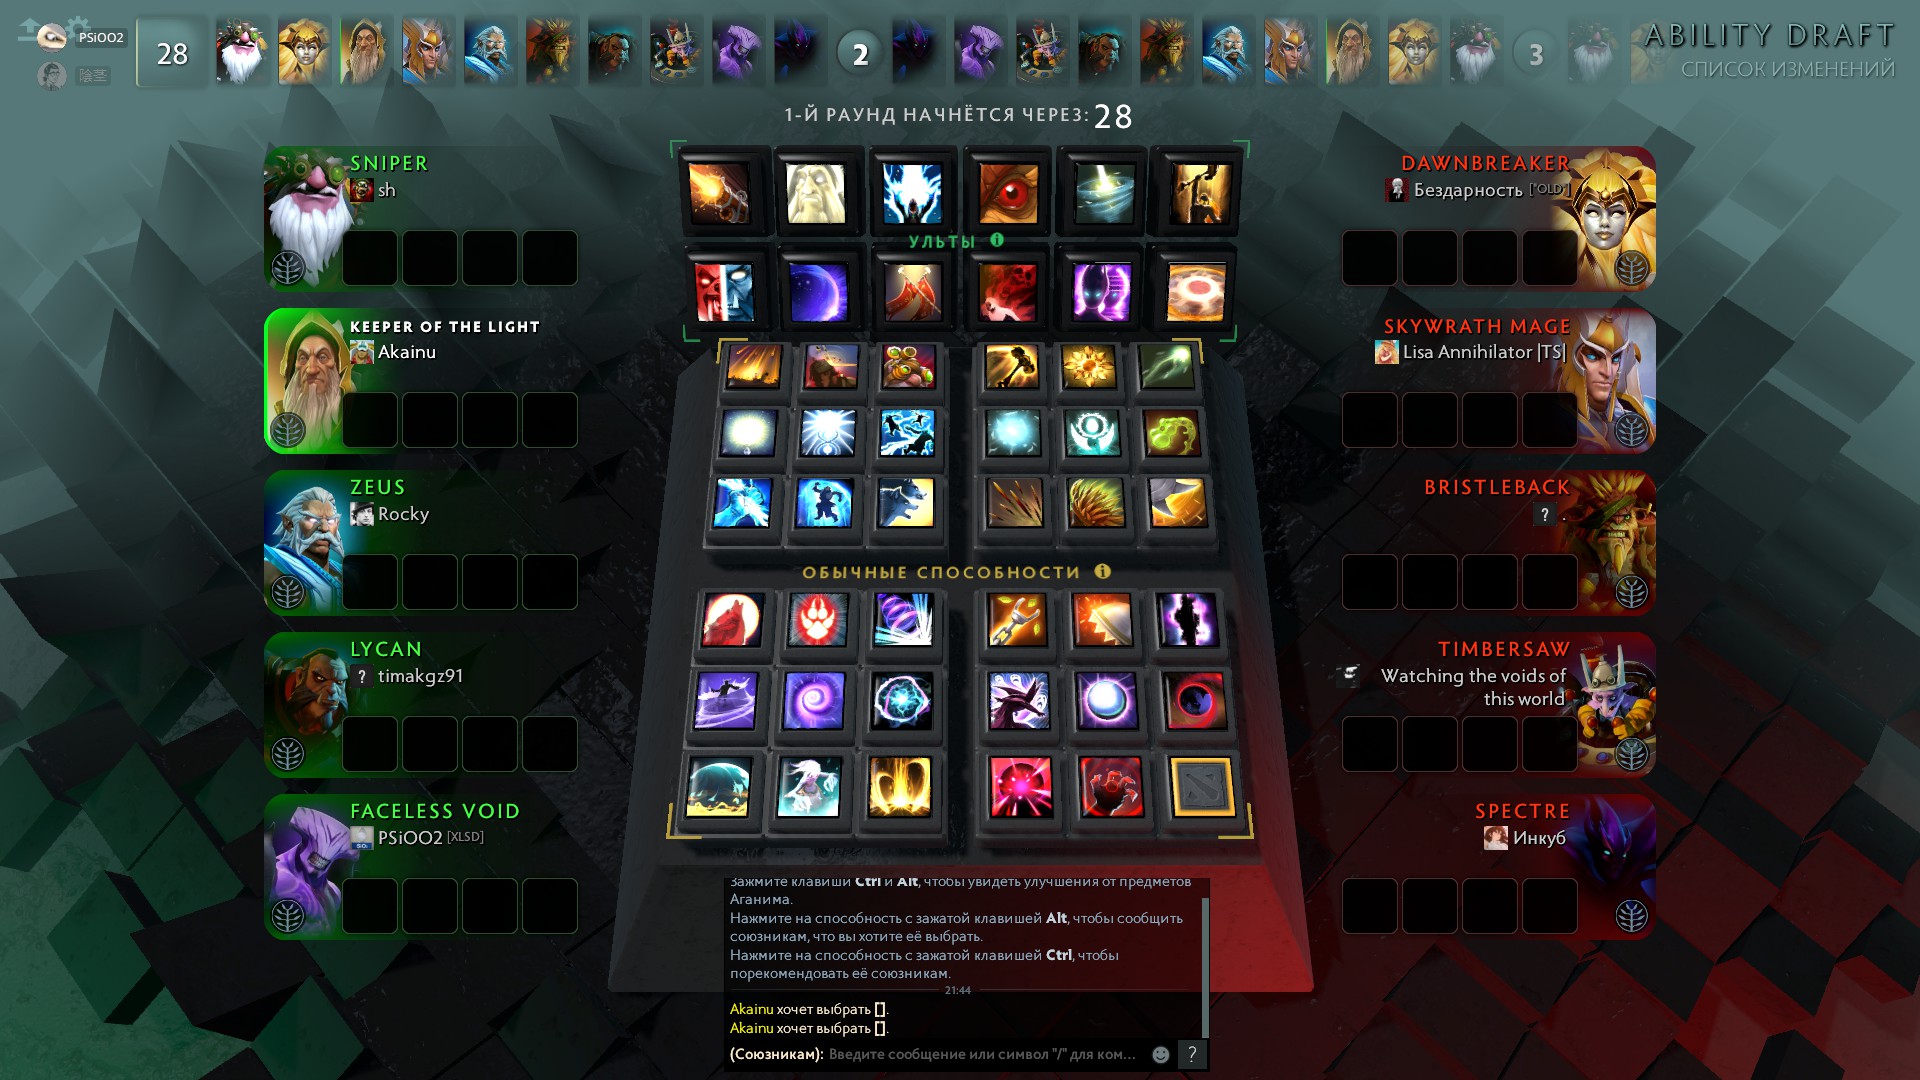 PSiOO2
陰茎
28
2
3
ABILITY DRAFT
СПИСОК ИЗМЕНЕНИЙ
1-Й РАУНД НАЧНЁТСЯ ЧЕРЕЗ: 28
SNIPER
sh
KEEPER OF THE LIGHT
Akainu
ZEUS
Rocky
LYCAN
? timakgz91
FACELESS VOID
PSiOO2 [XLSD]
УЛЬТЫ
ОБЫЧНЫЕ СПОСОБНОСТИ
DAWNBREAKER
Бездарность [*OLD*]
SKYWRATH MAGE
Lisa Annihilator |TS|
BRISTLEBACK
? .
TIMBERSAW
Watching the voids of
this world
SPECTRE
Инкуб
Зажмите клавиши Ctrl и Alt, чтобы увидеть улучшения от предметов
Аганима.
Нажмите на способность с зажатой клавишей Alt, чтобы сообщить
союзникам, что вы хотите её выбрать.
Нажмите на способность с зажатой клавишей Ctrl, чтобы
порекомендовать её союзникам.
21:44
Akainu хочет выбрать [].
Akainu хочет выбрать [].
(Союзникам): Введите сообщение или символ "/" для ком... ?